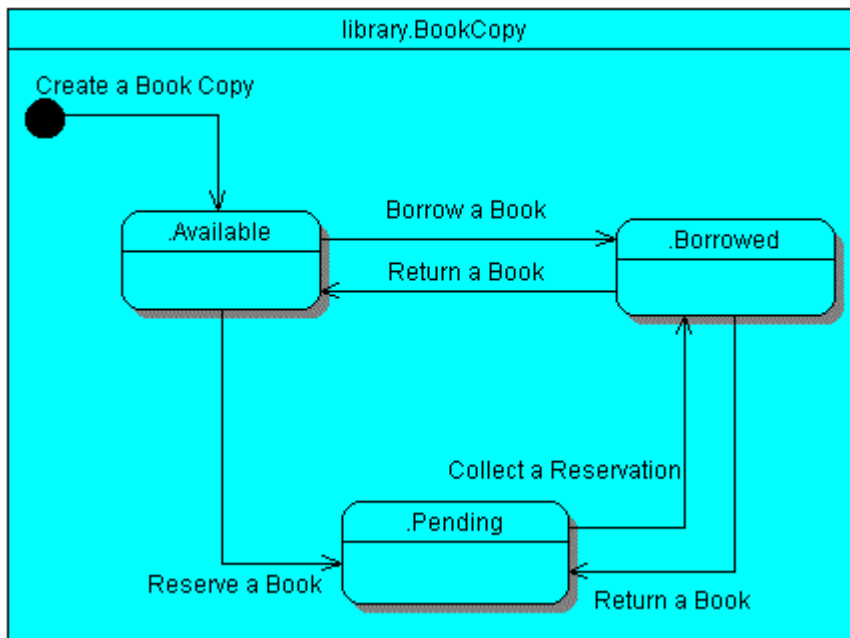 library.BookCopy
Create a Book Copy
.Available
Borrow a Book
.Borrowed
Return a Book
Collect a Reservation
.Pending
Reserve a Book
Return a Book